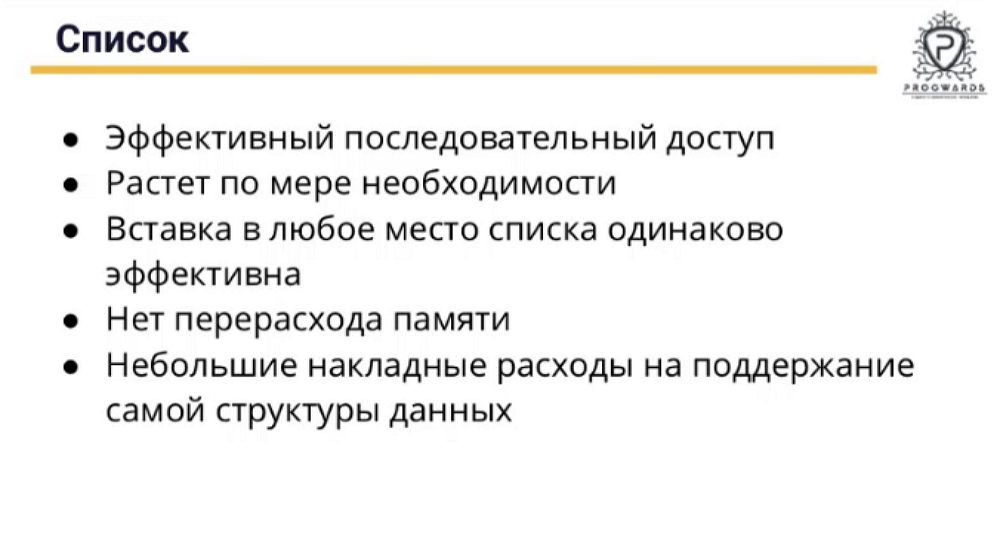 Список
PROGWARDS
● Эффективный последовательный доступ
● Растет по мере необходимости
● Вставка в любое место списка одинаково
эффективна
● Нет перерасхода памяти
● Небольшие накладные расходы на поддержание
самой структуры данных